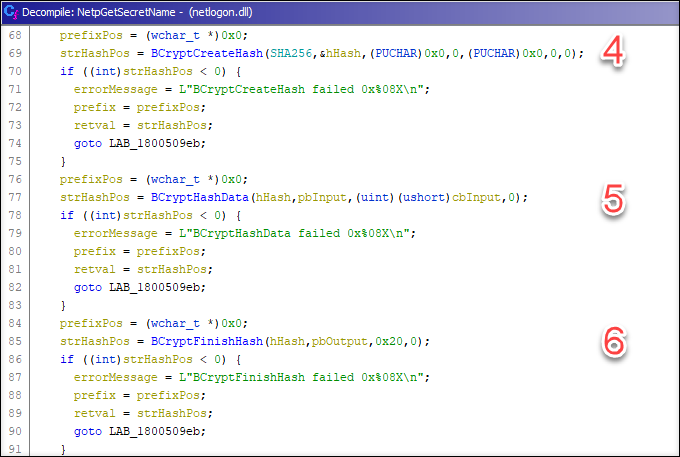 Decompile: NetpGetSecretName - (netlogon.dll)
68 prefixPos = (wchar_t *)0x0;
69 strHashPos = BCryptCreateHash(SHA256,&hHash,(PUCHAR)0x0,0,(PUCHAR)0x0,0,0); 4
70 if ((int)strHashPos < 0) {
71 errorMessage = L"BCryptCreateHash failed 0x%08X\n";
72 prefix = prefixPos;
73 retval = strHashPos;
74 goto LAB_1800509eb;
75 }
76 prefixPos = (wchar_t *)0x0;
77 strHashPos = BCryptHashData(hHash,pbInput,(uint)(ushort)cbInput,0); 5
78 if ((int)strHashPos < 0) {
79 errorMessage = L"BCryptHashData failed 0x%08X\n";
80 prefix = prefixPos;
81 retval = strHashPos;
82 goto LAB_1800509eb;
83 }
84 prefixPos = (wchar_t *)0x0;
85 strHashPos = BCryptFinishHash(hHash,pbOutput,0x20,0); 6
86 if ((int)strHashPos < 0) {
87 errorMessage = L"BCryptFinishHash failed 0x%08X\n";
88 prefix = prefixPos;
89 retval = strHashPos;
90 goto LAB_1800509eb;
91 }